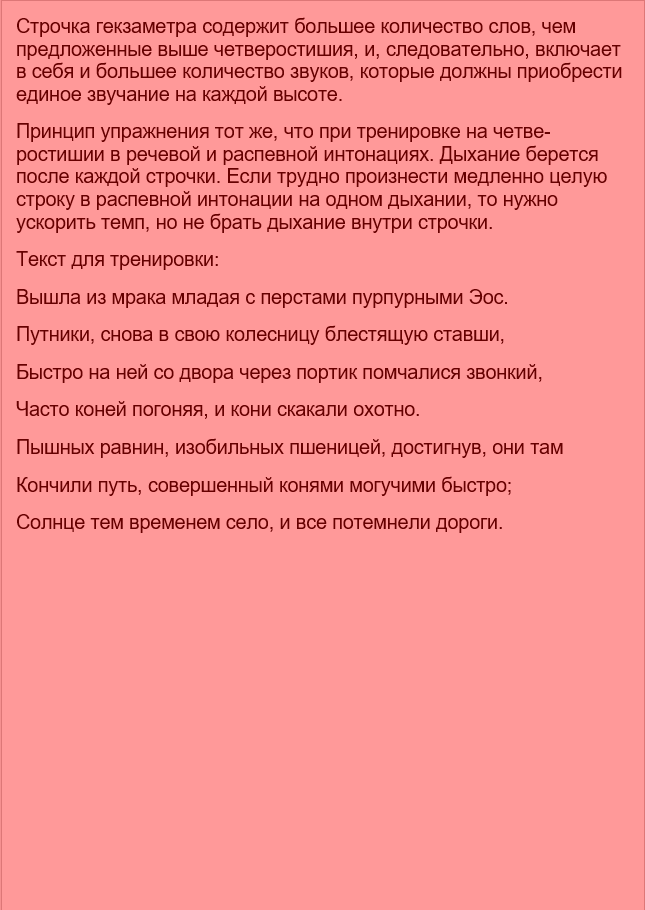 Строчка гекзаметра содержит большее количество слов, чем
предложенные выше четверостишия, и, следовательно, включает
в себя и большее количество звуков, которые должны приобрести
единое звучание на каждой высоте.
Принцип упражнения тот же, что при тренировке на четве-
ростишии в речевой и распевной интонациях. Дыхание берется
после каждой строчки. Если трудно произнести медленно целую
строку в распевной интонации на одном дыхании, то нужно
ускорить темп, но не брать дыхание внутри строчки.
Текст для тренировки:
Вышла из мрака младая с перстами пурпурными Эос.
Путники, снова в свою колесницу блестящую ставши,
Быстро на ней со двора через портик помчалися звонкий,
Часто коней погоняя, и кони скакали охотно.
Пышных равнин, изобильных пшеницей, достигнув, они там
Кончили путь, совершенный конями могучими быстро;
Солнце тем временем село, и все потемнели дороги.